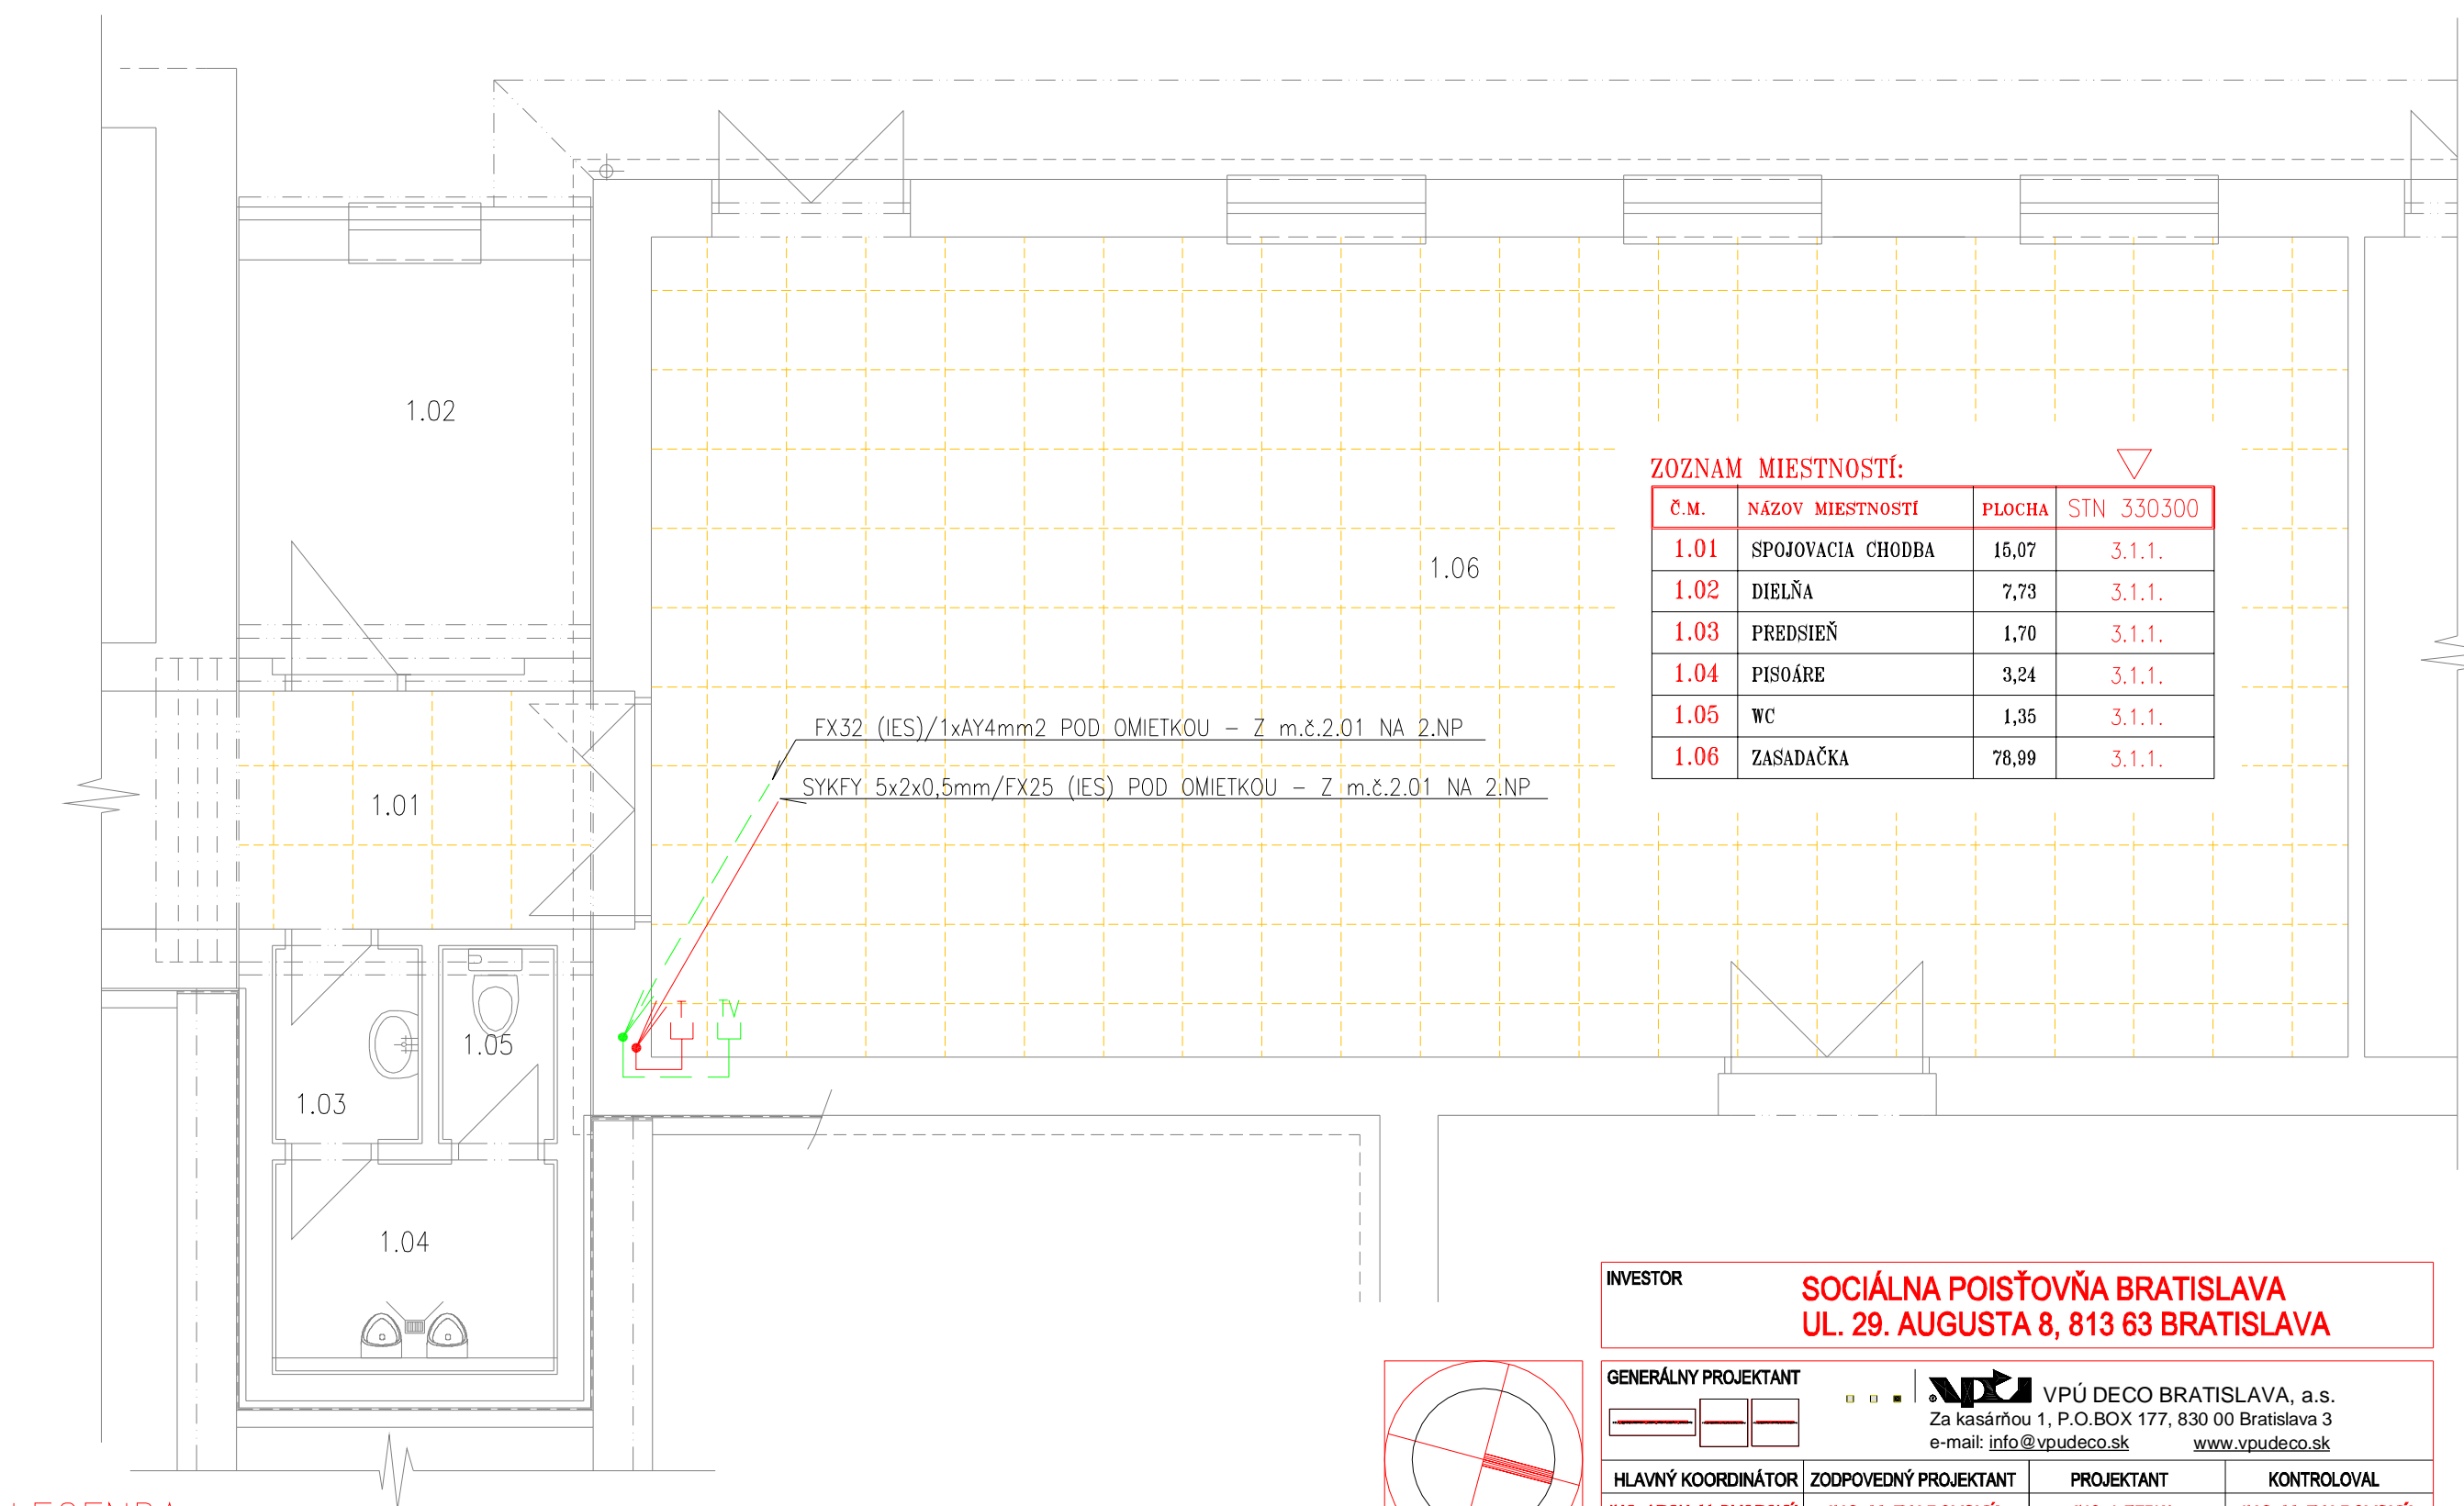 1.02
1.06
1.01
1.03
1.05
1.04
FX32 (IES)/1xAY4mm2 POD OMIETKOU – Z m.č.2.01 NA 2.NP
SYKFY 5x2x0,5mm/FX25 (IES) POD OMIETKOU – Z m.č.2.01 NA 2.NP
T TV
ZOZNAM MIESTNOSTÍ:
Č.M. NÁZOV MIESTNOSTÍ PLOCHA STN 330300
1.01 SPOJOVACIA CHODBA 15,07 3.1.1.
1.02 DIELŇA 7,73 3.1.1.
1.03 PREDSIEŇ 1,70 3.1.1.
1.04 PISOÁRE 3,24 3.1.1.
1.05 WC 1,35 3.1.1.
1.06 ZASADAČKA 78,99 3.1.1.
INVESTOR
SOCIÁLNA POISŤOVŇA BRATISLAVA
UL. 29. AUGUSTA 8, 813 63 BRATISLAVA
GENERÁLNY PROJEKTANT
VPÚ VPÚ DECO BRATISLAVA, a.s.
Za kasárňou 1, P.O.BOX 177, 830 00 Bratislava 3
e-mail: info@vpudeco.sk www.vpudeco.sk
HLAVNÝ KOORDINÁTOR ZODPOVEDNÝ PROJEKTANT PROJEKTANT KONTROLOVAL